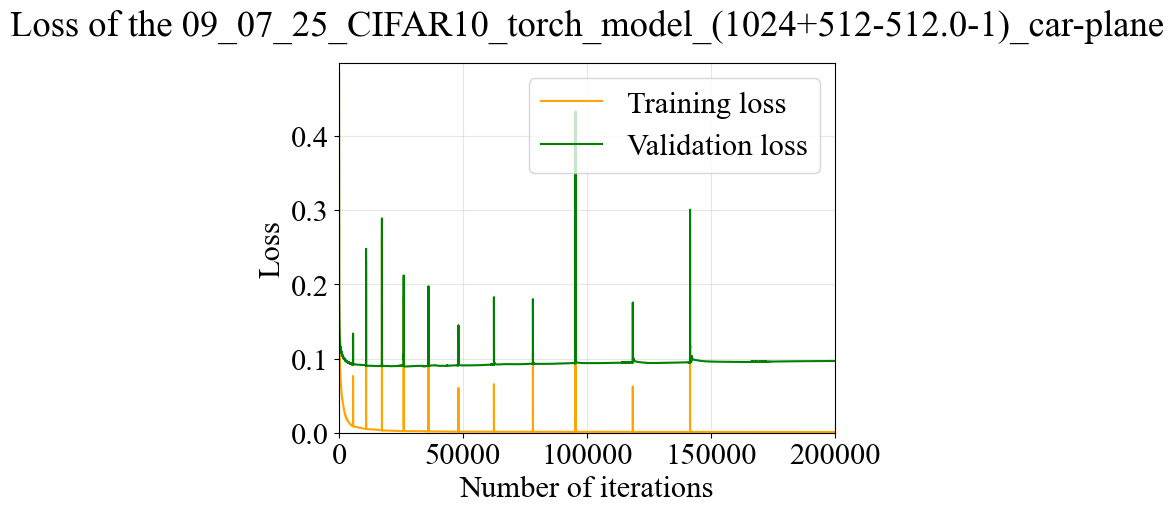 Loss of the 09_07_25_CIFAR10_torch_model_(1024+512-512.0-1)_car-plane
Training loss
Validation loss
Loss
0.4
0.3
0.2
0.1
0.0
0
50000
100000
150000
200000
Number of iterations